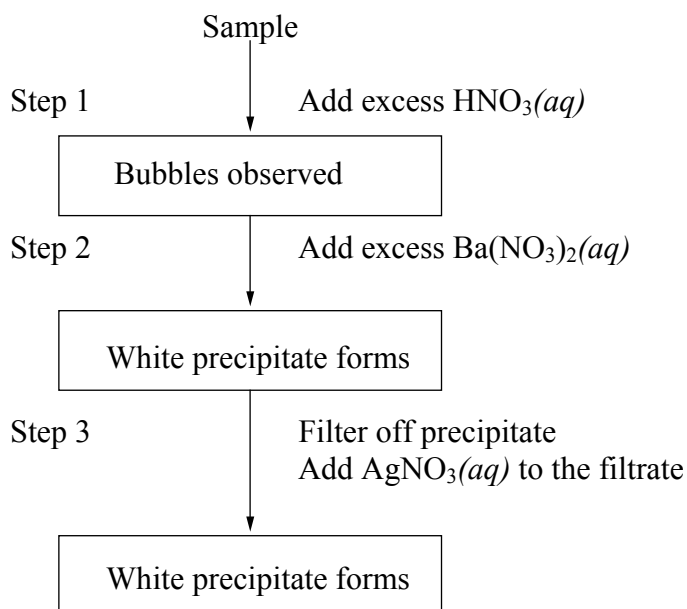 Sample
Step 1 Add excess HNO₃(aq)
Bubbles observed
Step 2 Add excess Ba(NO₃)₂(aq)
White precipitate forms
Step 3 Filter off precipitate
Add AgNO₃(aq) to the filtrate
White precipitate forms